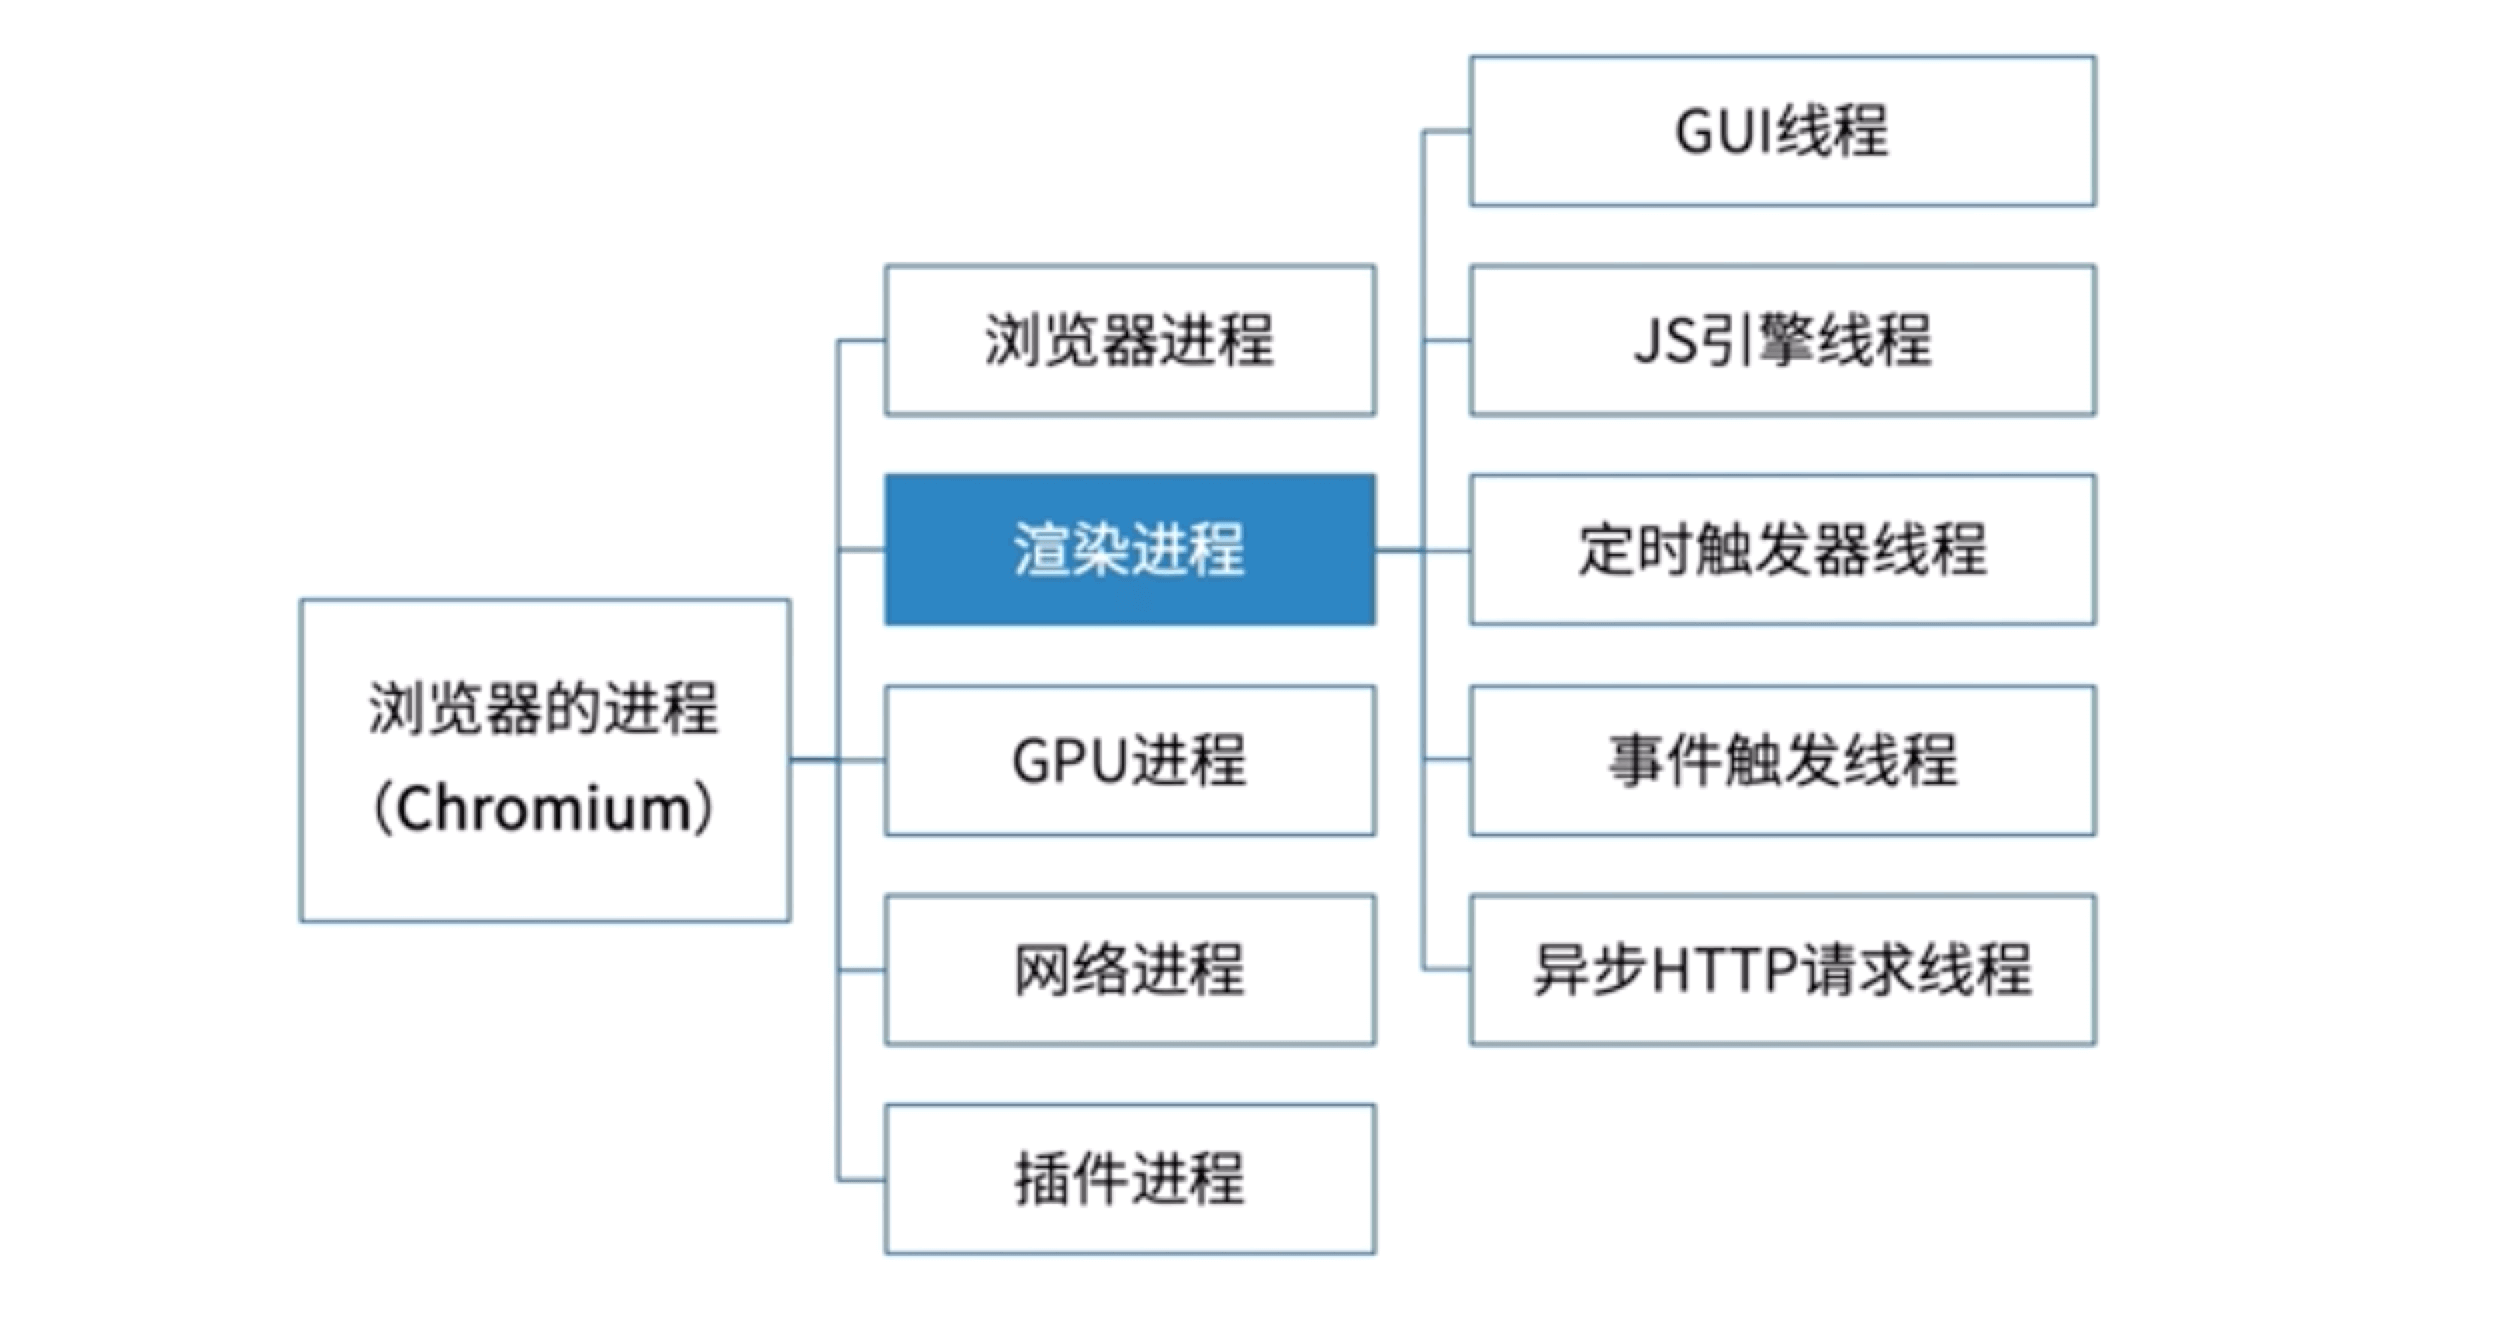 浏览器的进程
（Chromium）
浏览器进程
渲染进程
GPU进程
网络进程
插件进程
GUI线程
JS引擎线程
定时触发器线程
事件触发线程
异步HTTP请求线程